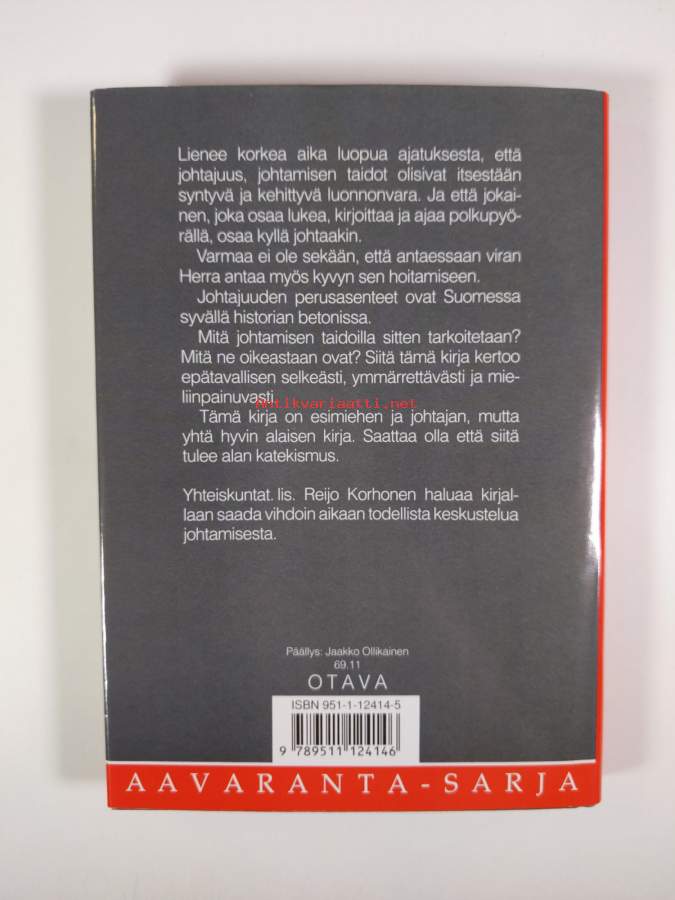 Lienee korkea aika luopua ajatuksesta, että
johtajuus, johtamisen taidot olisivat itsestään
syntyvä ja kehittyvä luonnonvara. Ja että jokai-
nen, joka osaa lukea, kirjoittaa ja ajaa polkupyö-
rällä, osaa kyllä johtaakin.
Varmaa ei ole sekään, että antaessaan viran
Herra antaa myös kyvyn sen hoitamiseen.
Johtajuuden perusasenteet ovat Suomessa
syvällä historian betonissa.
Mitä johtamisen taidoilla sitten tarkoitetaan?
Mitä ne oikeastaan ovat? Siitä tämä kirja kertoo
epätavallisen selkeästi, ymmärrettävästi ja mie-
liinpainuvasti.
Antikvariaatti.net
Tämä kirja on esimiehen ja johtajan, mutta
yhtä hyvin alaisen kirja. Saattaa olla että siitä
tulee alan katekismus.
Yhteiskuntat. lis. Reijo Korhonen haluaa kirjal-
laan saada vihdoin aikaan todellista keskustelua
johtamisesta.
Päällys: Jaakko Ollikainen
69.11
OTAVA
ISBN 951-1-12414-5
9 789511 124146
AAVARANTA-SARJA